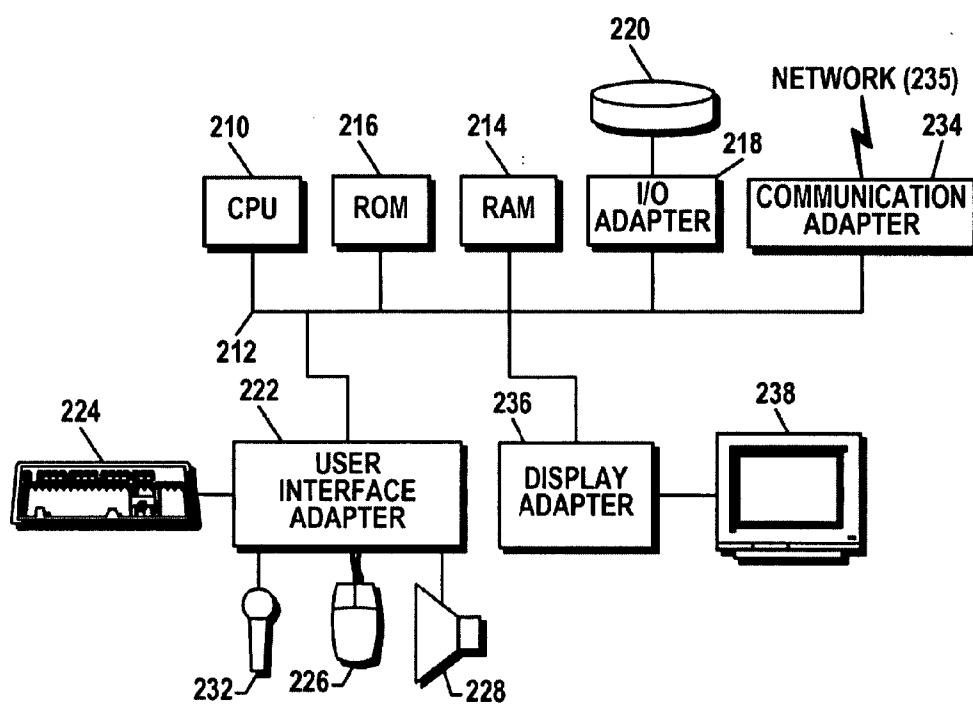 220
NETWORK (235)
210
216
214
218
234
CPU
ROM
RAM
I/O
ADAPTER
COMMUNICATION
ADAPTER
212
222
224
236
238
USER
INTERFACE
ADAPTER
DISPLAY
ADAPTER
232
226
228